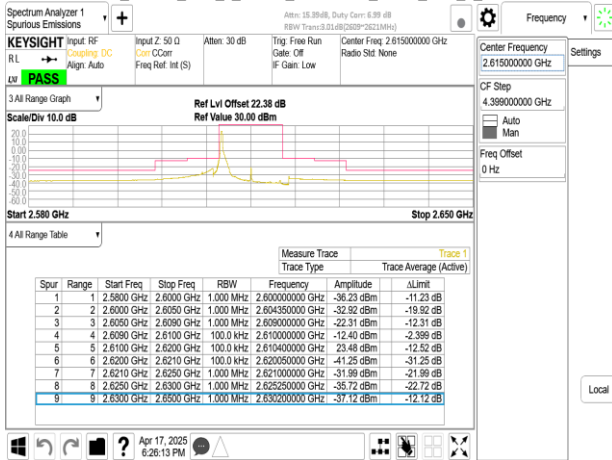 Spectrum Analyzer 1
Spurious Emissions
Attn: 15.39dB, Duty Corr: 6.99 dB
RBW Trans:3.01dB(2609~2621MHz)
Frequency
KEYSIGHT
Input: RF
Coupling: DC
Align: Auto
Input Z: 50 Ω
Corr CCorr
Freq Ref: Int (S)
Atten: 30 dB
Trig: Free Run
Gate: Off
IF Gain: Low
Center Freq: 2.615000000 GHz
Radio Std: None
RL
LXI PASS
Center Frequency
2.615000000 GHz
Settings
CF Step
4.399000000 GHz
Auto
Man
Freq Offset
0 Hz
Local
3 All Range Graph
Scale/Div 10.0 dB
Ref Lvl Offset 22.38 dB
Ref Value 30.00 dBm
20.0
10.0
0.00
-10.0
-20.0
-30.0
-40.0
-50.0
-60.0
Start 2.580 GHz
Stop 2.650 GHz
4 All Range Table
Measure Trace Trace 1
Trace Type Trace Average (Active)
Spur Range Start Freq Stop Freq RBW Frequency Amplitude ΔLimit
1 1 2.5800 GHz 2.6000 GHz 1.000 MHz 2.600000000 GHz -36.23 dBm -11.23 dB
2 2 2.6000 GHz 2.6050 GHz 1.000 MHz 2.604350000 GHz -32.92 dBm -19.92 dB
3 3 2.6050 GHz 2.6090 GHz 1.000 MHz 2.609000000 GHz -22.31 dBm -12.31 dB
4 4 2.6090 GHz 2.6100 GHz 100.0 kHz 2.610000000 GHz -12.40 dBm -2.399 dB
5 5 2.6100 GHz 2.6200 GHz 100.0 kHz 2.610400000 GHz 23.48 dBm -12.52 dB
6 6 2.6200 GHz 2.6210 GHz 100.0 kHz 2.620050000 GHz -41.25 dBm -31.25 dB
7 7 2.6210 GHz 2.6250 GHz 1.000 MHz 2.621000000 GHz -31.99 dBm -21.99 dB
8 8 2.6250 GHz 2.6300 GHz 1.000 MHz 2.625250000 GHz -35.72 dBm -22.72 dB
9 9 2.6300 GHz 2.6500 GHz 1.000 MHz 2.630200000 GHz -37.12 dBm -12.12 dB
Apr 17, 2025
6:26:13 PM